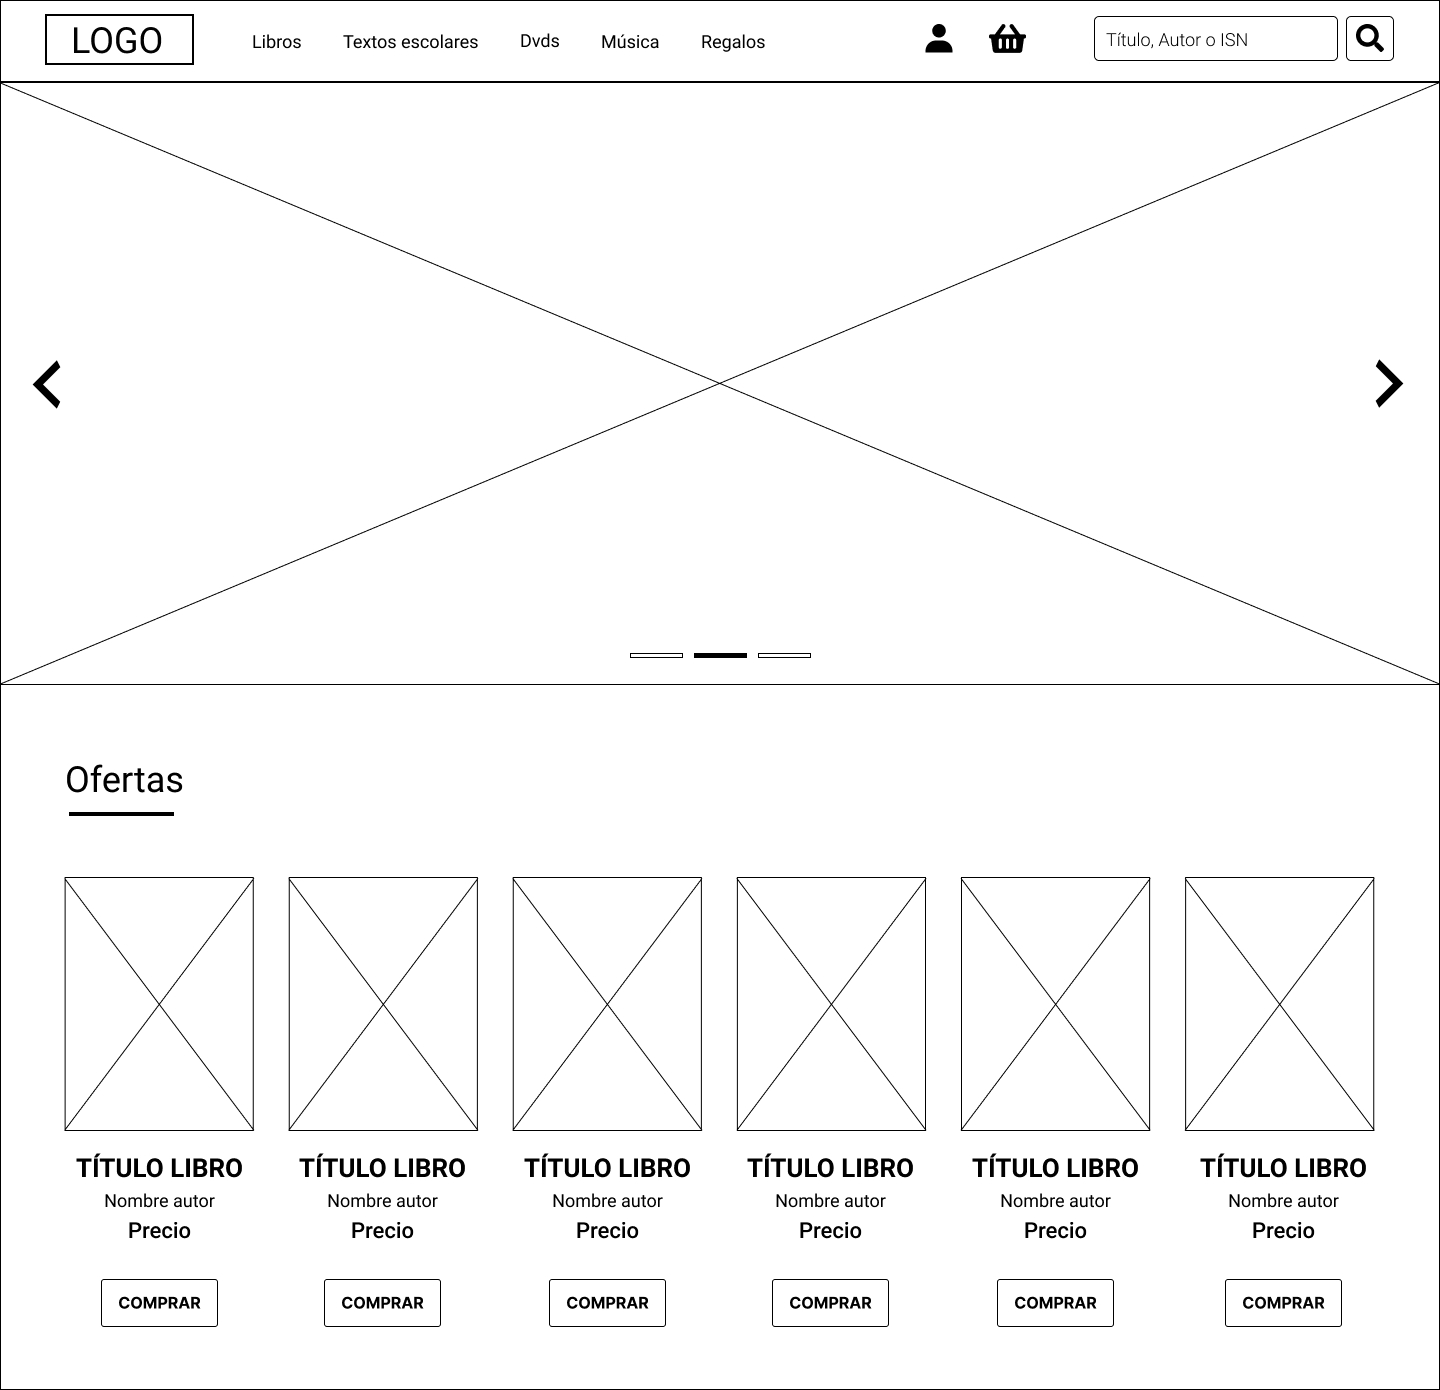 LOGO
Libros Textos escolares Dvds Música Regalos
Título, Autor o ISN
Ofertas
TÍTULO LIBRO TÍTULO LIBRO TÍTULO LIBRO TÍTULO LIBRO TÍTULO LIBRO TÍTULO LIBRO
Nombre autor Nombre autor Nombre autor Nombre autor Nombre autor Nombre autor
Precio Precio Precio Precio Precio Precio
COMPRAR COMPRAR COMPRAR COMPRAR COMPRAR COMPRAR